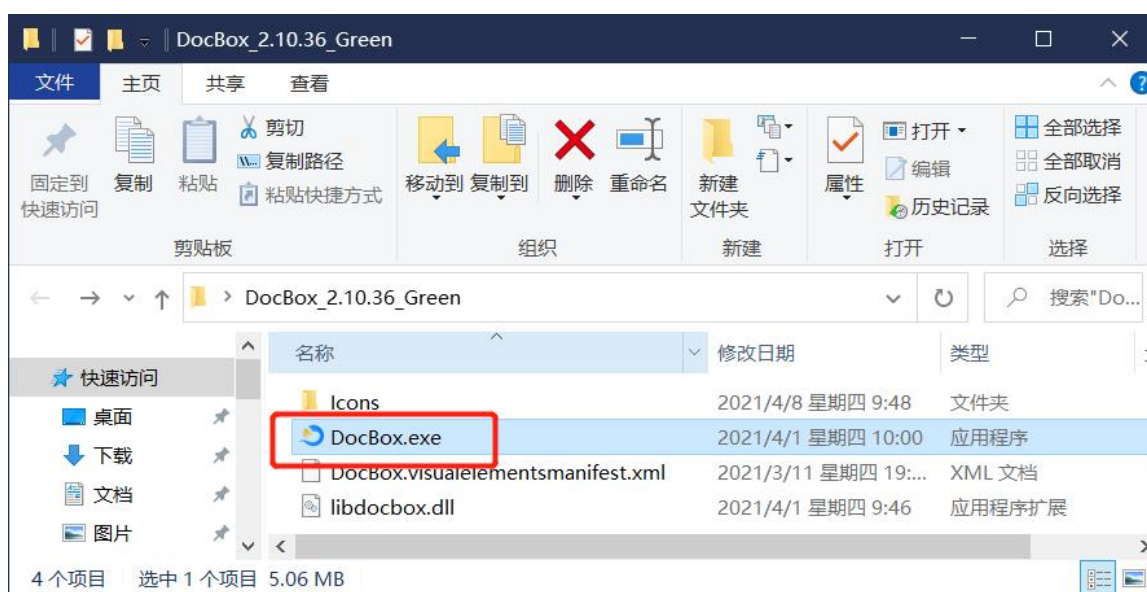 DocBox_2.10.36_Green
文件 主页 共享 查看
固定到
快速访问
复制
粘贴
剪切
复制路径
粘贴快捷方式
剪贴板
移动到 复制到 删除 重命名
组织
新建
文件夹
新建
属性
打开
编辑
历史记录
打开
全部选择
全部取消
反向选择
选择
DocBox_2.10.36_Green
搜索"Do...
快速访问
桌面
下载
文档
图片
名称 修改日期 类型
Icons 2021/4/8 星期四 9:48 文件夹
DocBox.exe 2021/4/1 星期四 10:00 应用程序
DocBox.visualelementsmanifest.xml 2021/3/11 星期四 19:... XML 文档
libdocbox.dll 2021/4/1 星期四 9:46 应用程序扩展
4 个项目 选中 1 个项目 5.06 MB